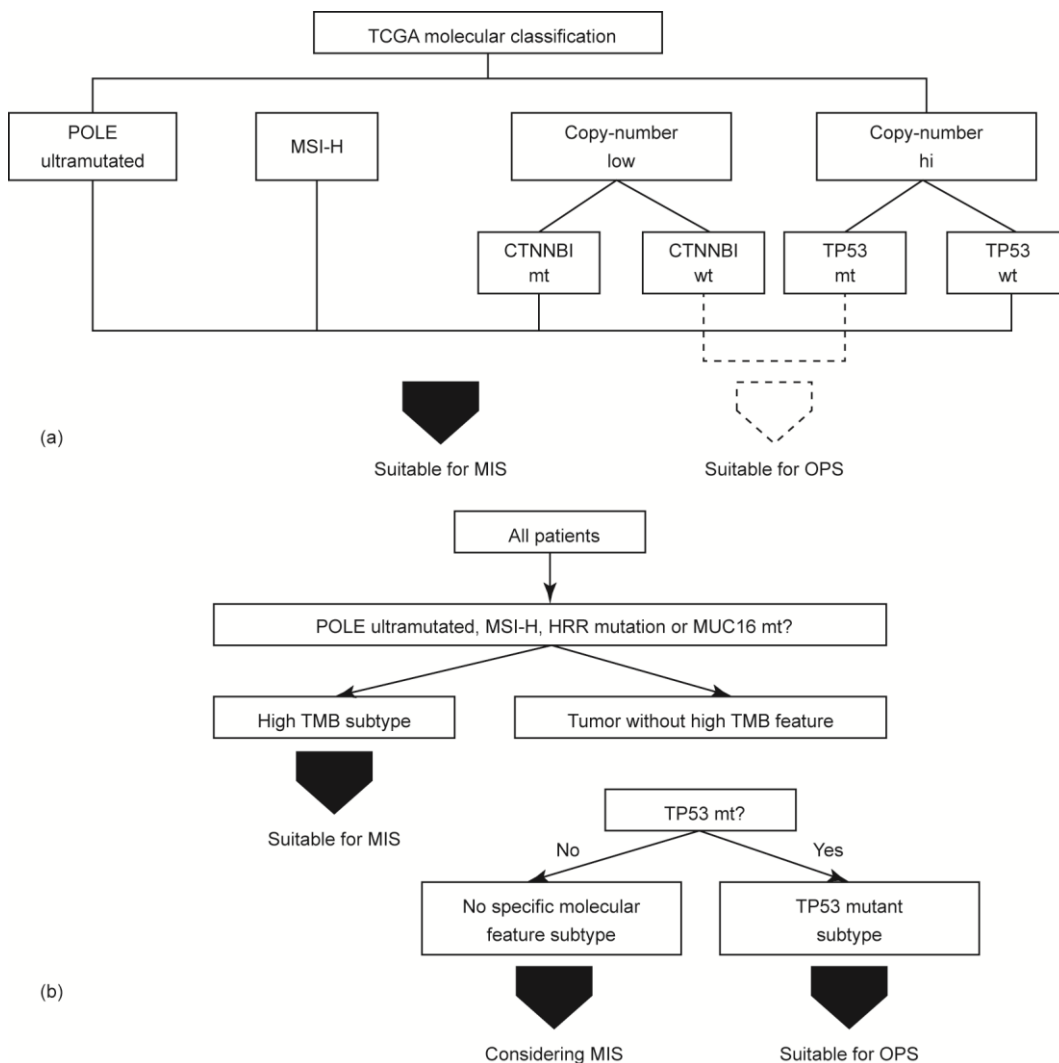 TCGA molecular classification
POLE
ultramutated
MSI-H
Copy-number
low
Copy-number
hi
CTNNBI
mt
CTNNBI
wt
TP53
mt
TP53
wt
(a)
Suitable for MIS
Suitable for OPS
All patients
POLE ultramutated, MSI-H, HRR mutation or MUC16 mt?
High TMB subtype
Tumor without high TMB feature
Suitable for MIS
TP53 mt?
No
Yes
No specific molecular
feature subtype
TP53 mutant
subtype
(b)
Considering MIS
Suitable for OPS